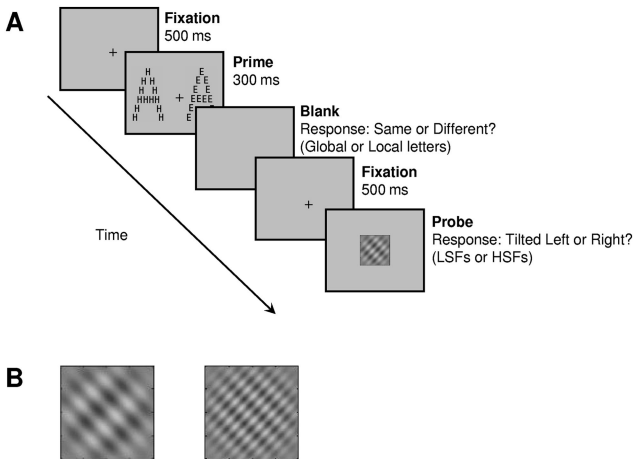 A
Fixation
500 ms
+
Prime
300 ms
H
H H
H H
HHHH
H H
H H
+
E
E E
E E
EEEE
E
E
Blank
Response: Same or Different?
(Global or Local letters)
Fixation
500 ms
+
Probe
Response: Tilted Left or Right?
(LSFs or HSFs)
Time
B